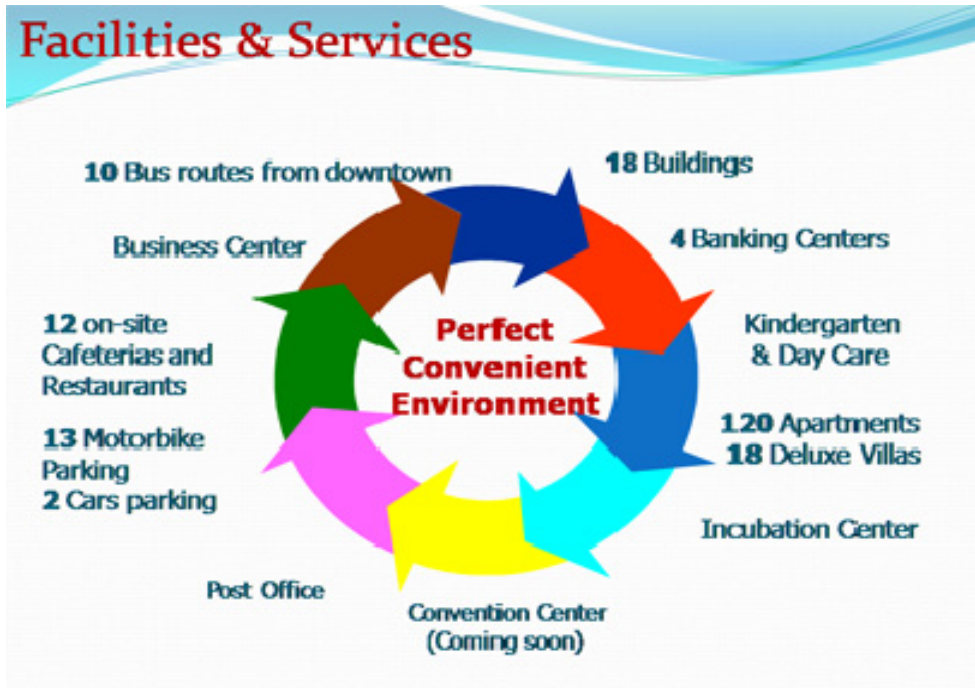 Facilities & Services
10 Bus routes from downtown
18 Buildings
Business Center
4 Banking Centers
12 on-site
Cafeterias and
Restaurants
Perfect
Convenient
Environment
Kindergarten
& Day Care
13 Motorbike
Parking
2 Cars parking
120 Apartments
18 Deluxe Villas
Incubation Center
Post Office
Convention Center
(Coming soon)